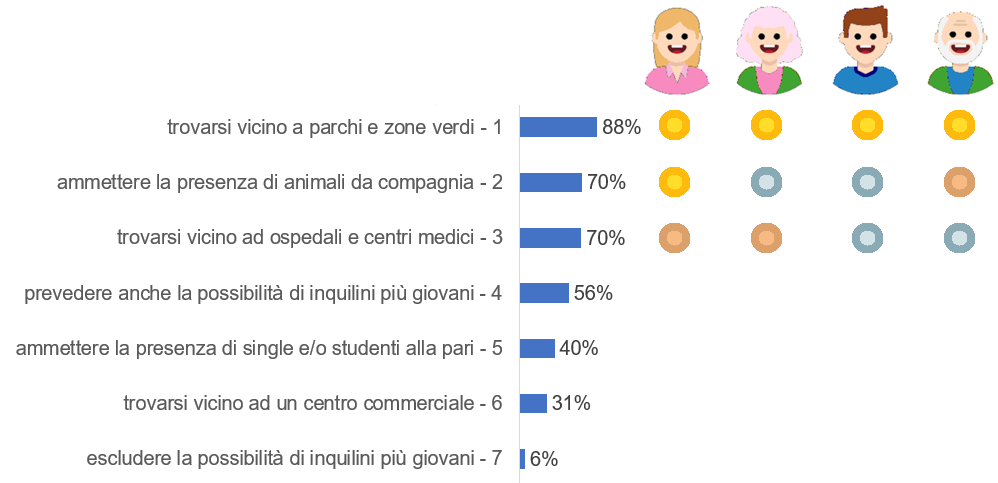 trovarsi vicino a parchi e zone verdi - 1 88%
ammettere la presenza di animali da compagnia - 2 70%
trovarsi vicino ad ospedali e centri medici - 3 70%
prevedere anche la possibilità di inquilini più giovani - 4 56%
ammettere la presenza di single e/o studenti alla pari - 5 40%
trovarsi vicino ad un centro commerciale - 6 31%
escludere la possibilità di inquilini più giovani - 7 6%